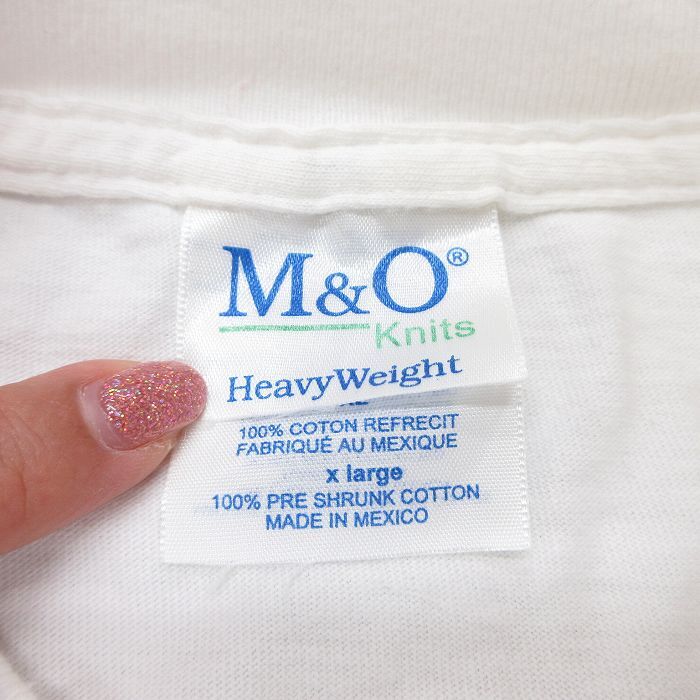 M&O®
Knits
HeavyWeight
100% COTON REFRECIT
FABRIQUÉ AU MEXIQUE
x large
100% PRE SHRUNK COTTON
MADE IN MEXICO